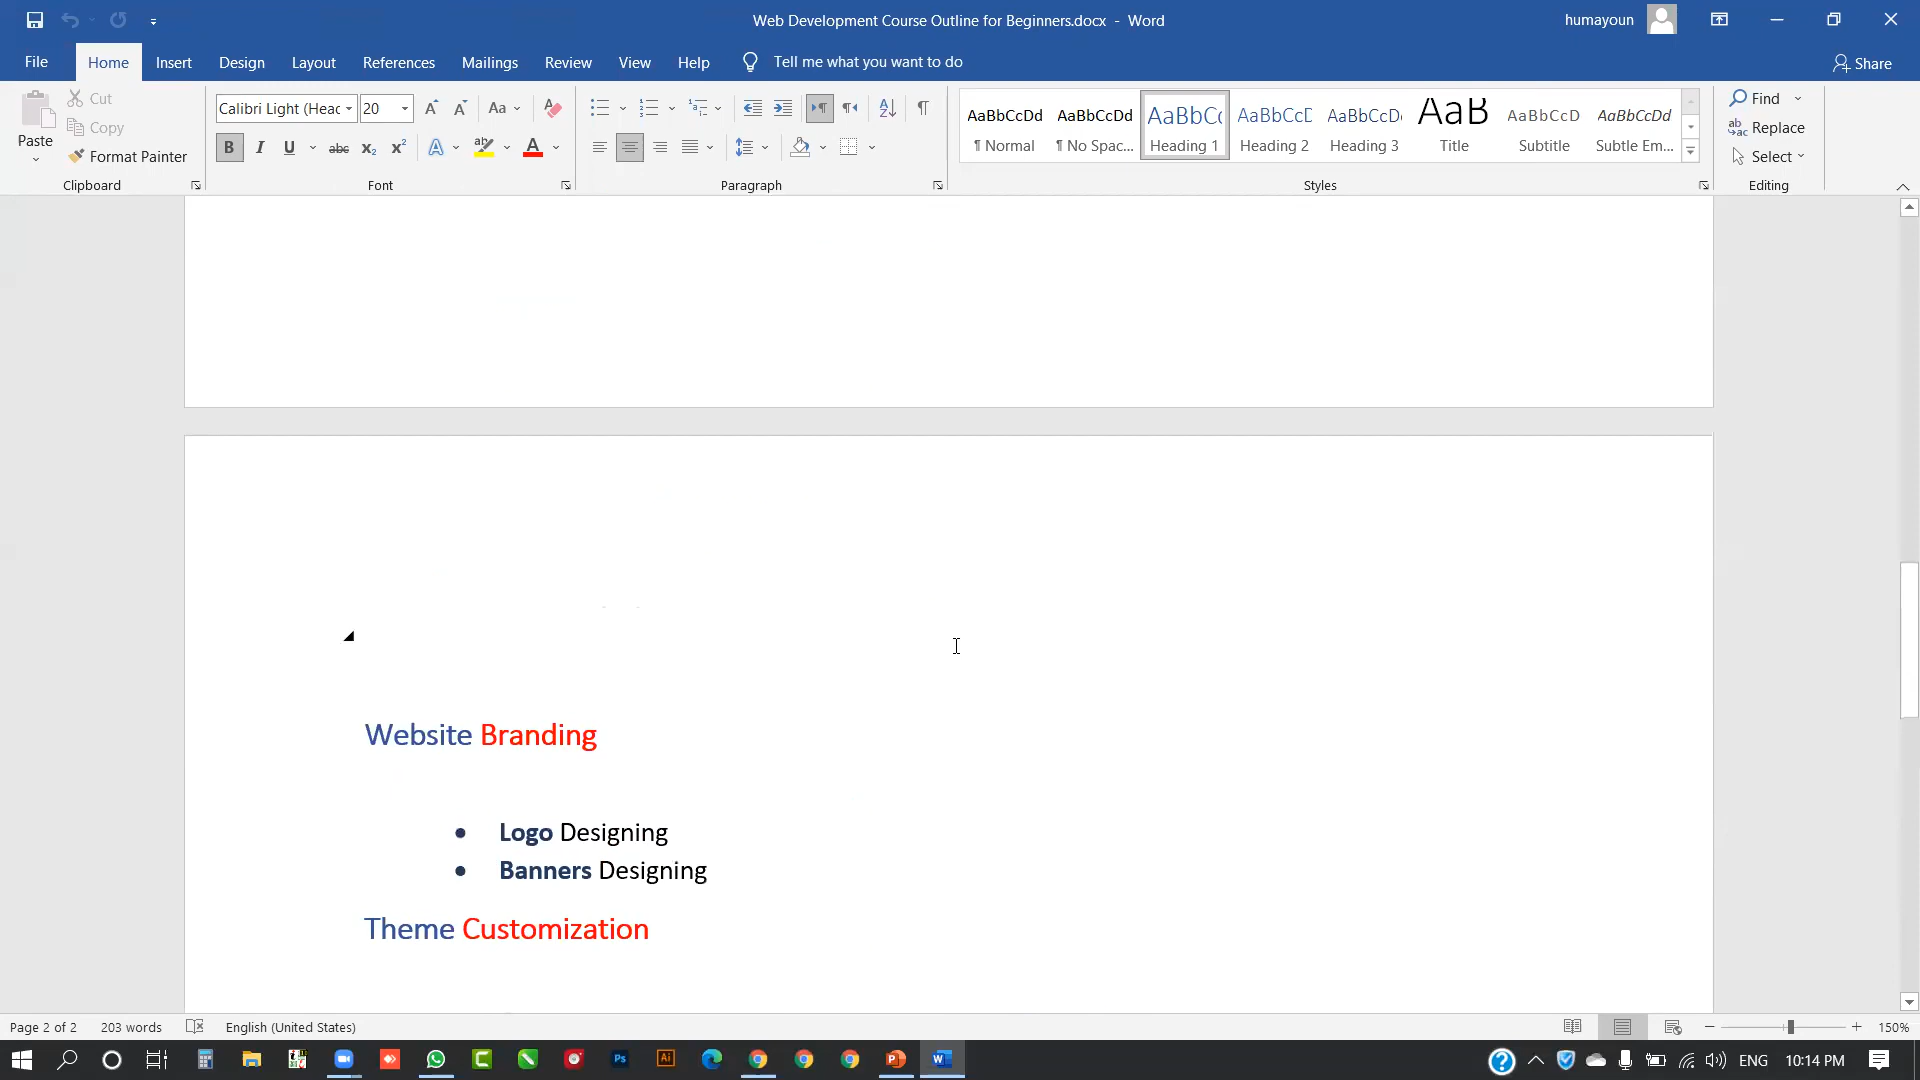 Web Development Course Outline for Beginners.docx - Word
humayoun
File
Home
Insert
Design
Layout
References
Mailings
Review
View
Help
Tell me what you want to do
Share
Paste
Cut
Copy
Format Painter
Clipboard
Calibri Light (Heac
20
Aa
B I U abc x₂ x² A A
Font
Paragraph
AaBbCcDd AaBbCcDd AaBbCc AaBbCcD AaBbCcD AaB AaBbCcD AaBbCcDd
¶ Normal
¶ No Spac...
Heading 1
Heading 2
Heading 3
Title
Subtitle
Subtle Em...
Styles
Find
Replace
Select
Editing
Website Branding
• Logo Designing
• Banners Designing
Theme Customization
Page 2 of 2
203 words
English (United States)
150%
ENG
10:14 PM